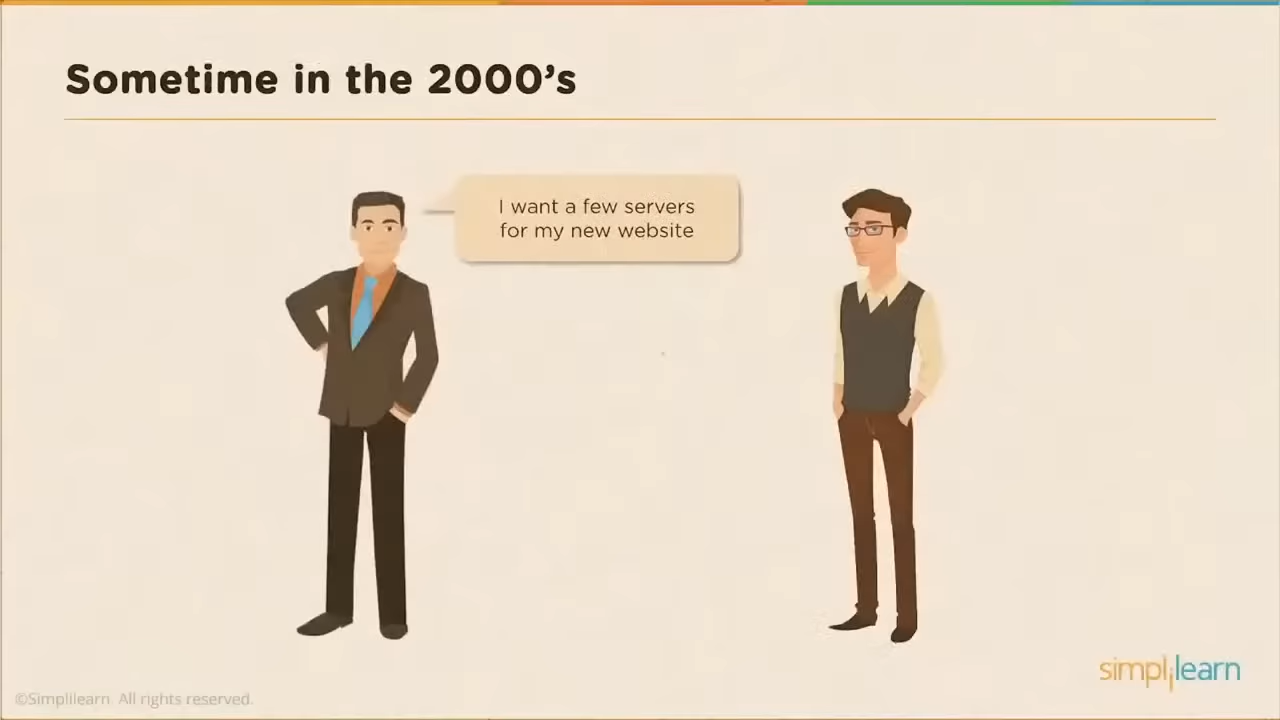 Sometime in the 2000's
I want a few servers
for my new website
simplilearn
©Simplilearn. All rights reserved.